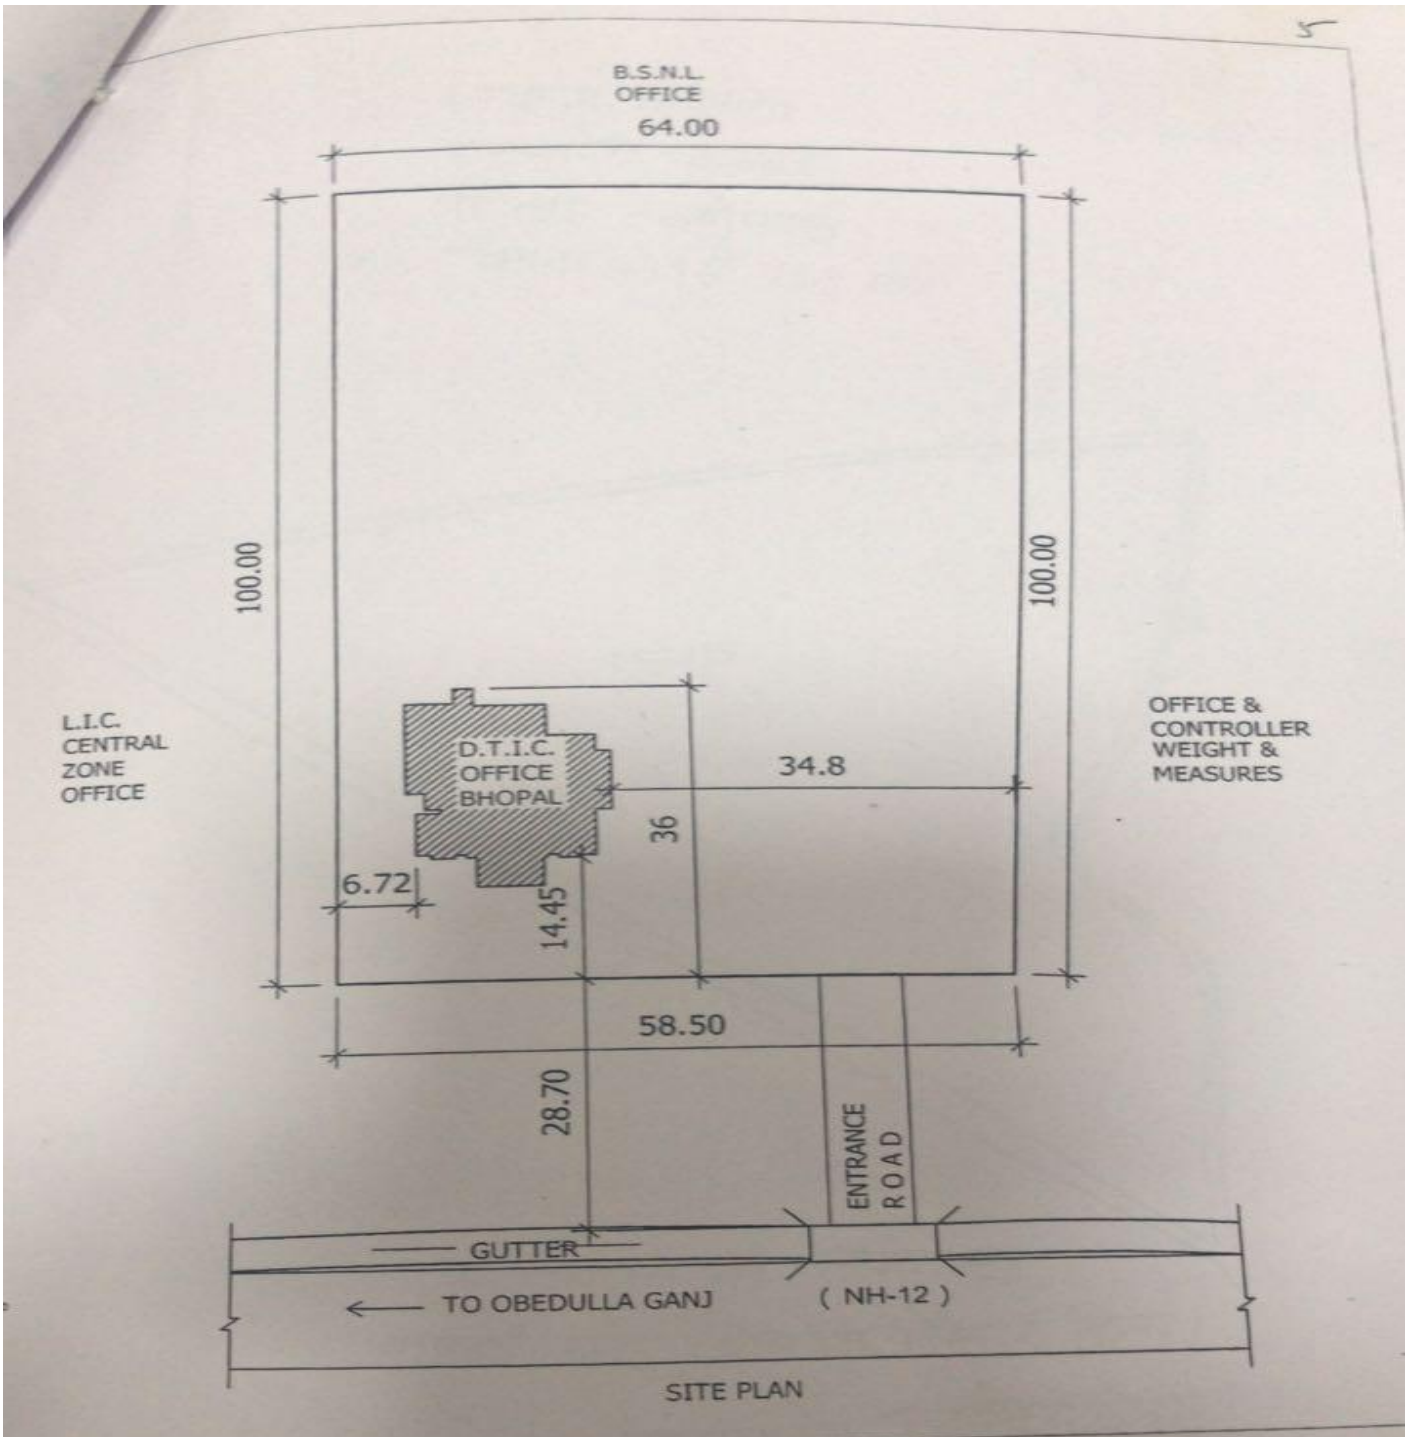 5
B.S.N.L.
OFFICE
64.00
100.00
100.00
L.I.C.
CENTRAL
ZONE
OFFICE
D.T.I.C.
OFFICE
BHOPAL
34.8
36
OFFICE &
CONTROLLER
WEIGHT &
MEASURES
6.72
14.45
58.50
28.70
ENTRANCE
ROAD
GUTTER
TO OBEDULLA GANJ
( NH-12 )
SITE PLAN